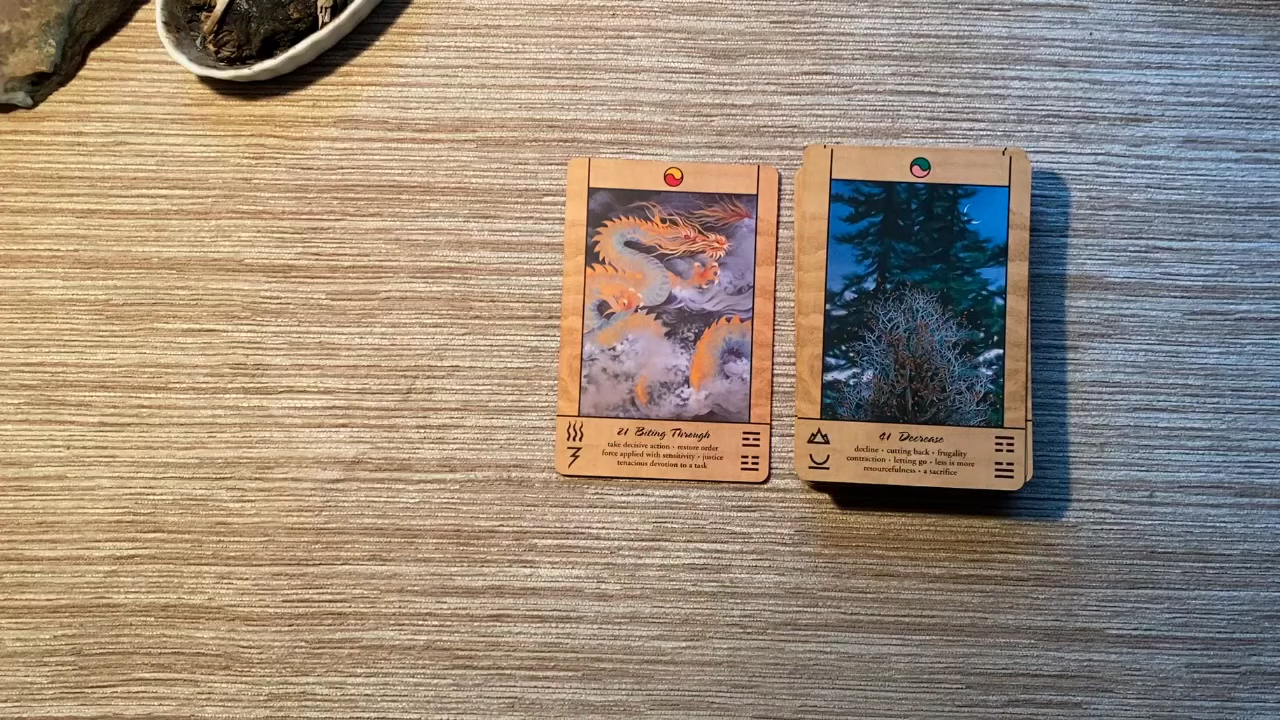 21 Biting Through
take decisive action • restore order
force applied with sensitivity • justice
tenacious devotion to a task
41 Decrease
decline • cutting back • frugality
contraction • letting go • less is more
resourcefulness • a sacrifice